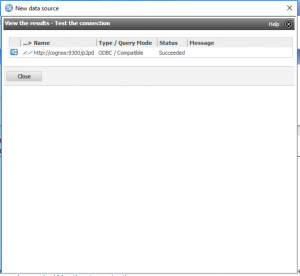 New data source
View the results - Test the connection Help
...> Name Type / Query Mode Status Message
http://cognos:9300/p2pd ODBC / Compatible Succeeded
Close